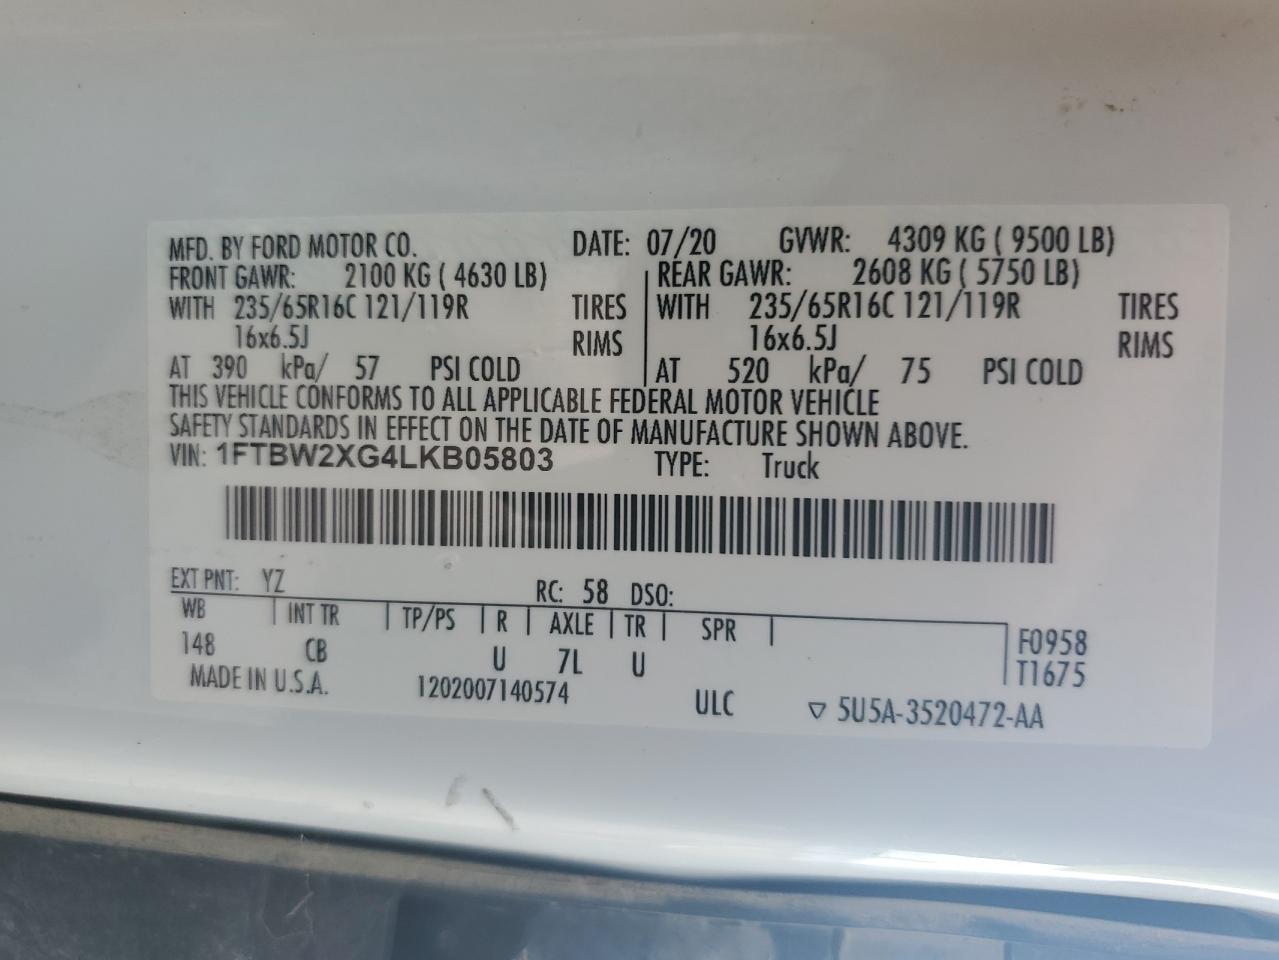 MFD. BY FORD MOTOR CO. DATE: 07/20 GVWR: 4309 KG ( 9500 LB)
FRONT GAWR: 2100 KG ( 4630 LB) REAR GAWR: 2608 KG ( 5750 LB)
WITH 235/65R16C 121/119R TIRES WITH 235/65R16C 121/119R TIRES
16x6.5J RIMS 16x6.5J RIMS
AT 390 kPa/ 57 PSI COLD AT 520 kPa/ 75 PSI COLD
THIS VEHICLE CONFORMS TO ALL APPLICABLE FEDERAL MOTOR VEHICLE
SAFETY STANDARDS IN EFFECT ON THE DATE OF MANUFACTURE SHOWN ABOVE.
VIN: 1FTBW2XG4LKB05803 TYPE: Truck
EXT PNT: YZ RC: 58 DSO:
WB INT TR TP/PS R AXLE TR SPR F0958
148 CB U 7L U T1675
MADE IN U.S.A. 1202007140574 ULC ▽ 5U5A-3520472-AA